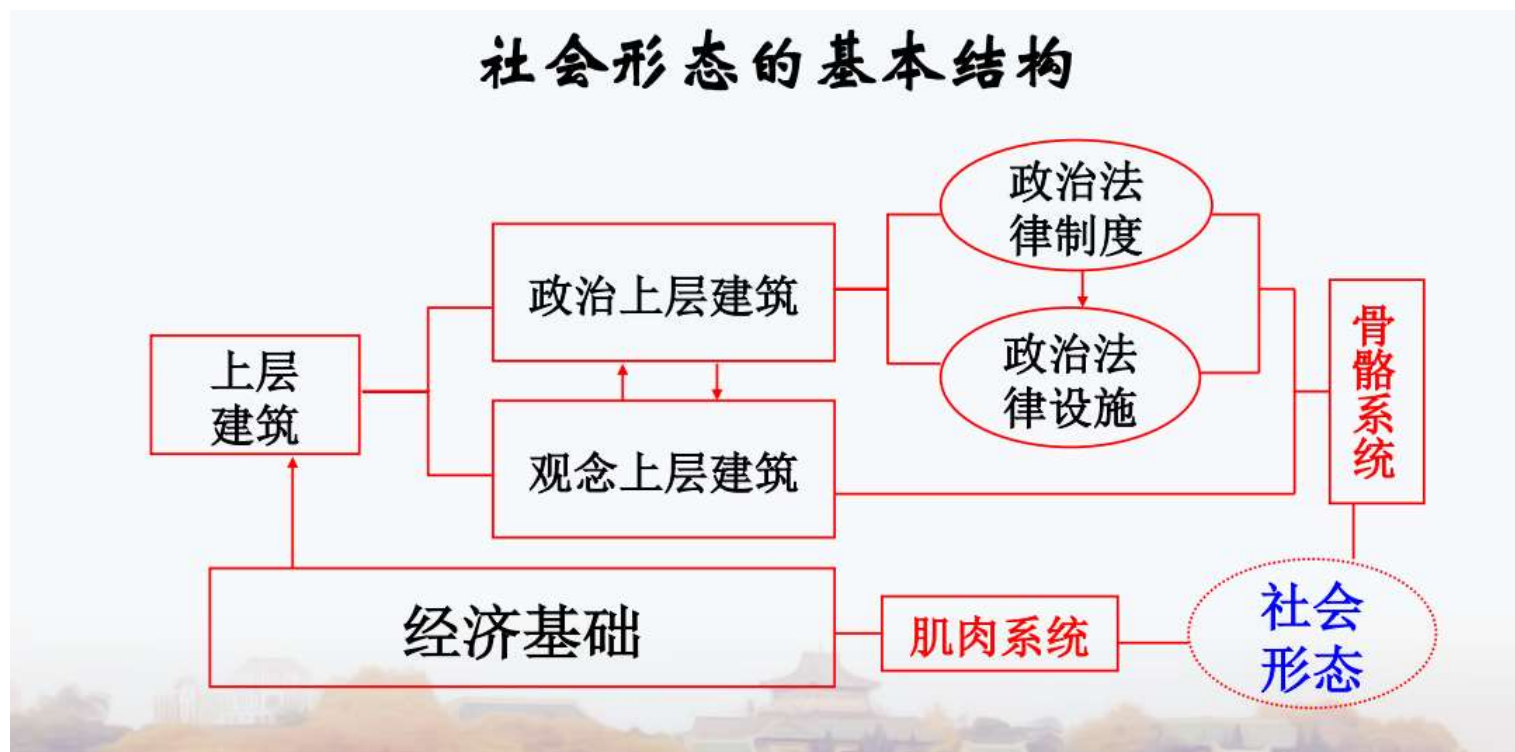 社会形态的基本结构
政治法
律制度
政治上层建筑
政治法
律设施
骨骼系统
上层
建筑
观念上层建筑
经济基础
肌肉系统
社会
形态